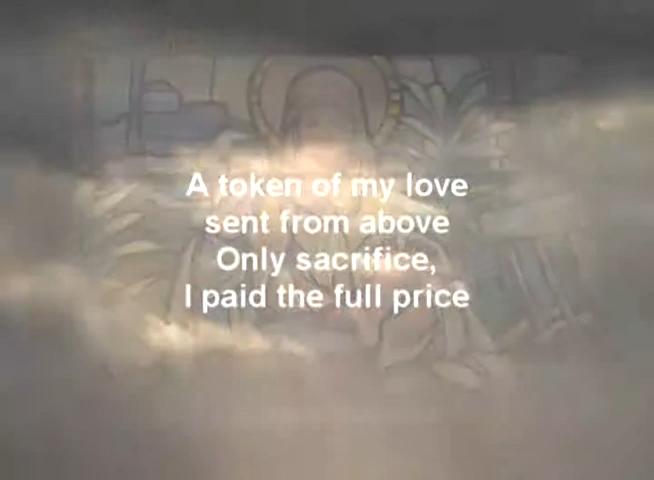 A token of my love
sent from above
Only sacrifice,
I paid the full price